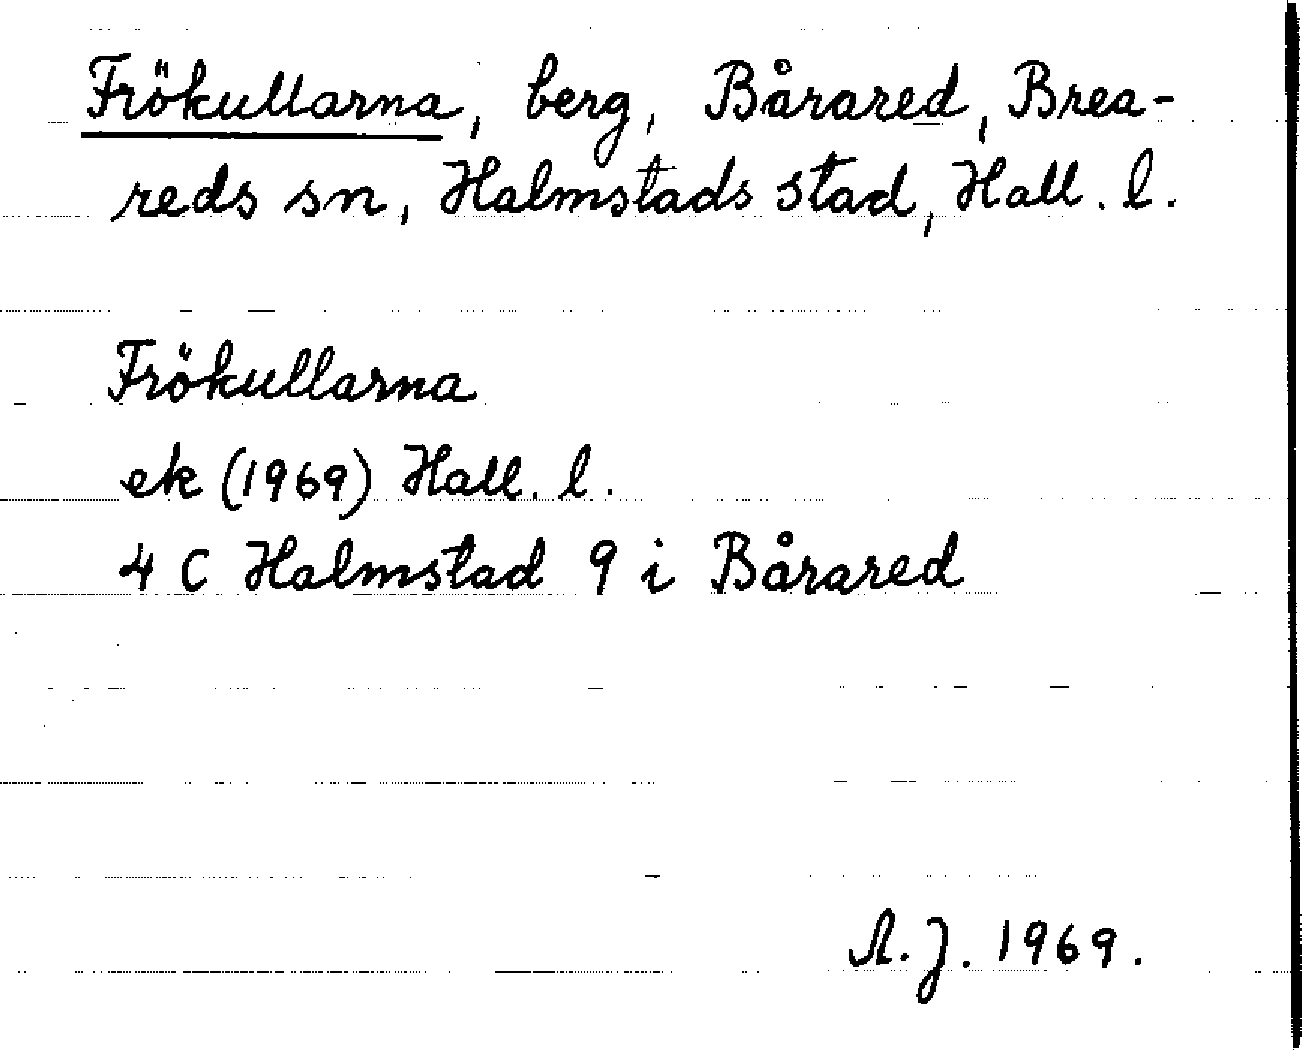 Frökullarna, berg, Bårared, Brea-
reds sn, Halmstads stad, Hall. l.
Frökullarna
ek (1969) Hall. l.
4 C Halmstad 9 i Bårared
A. J. 1969.